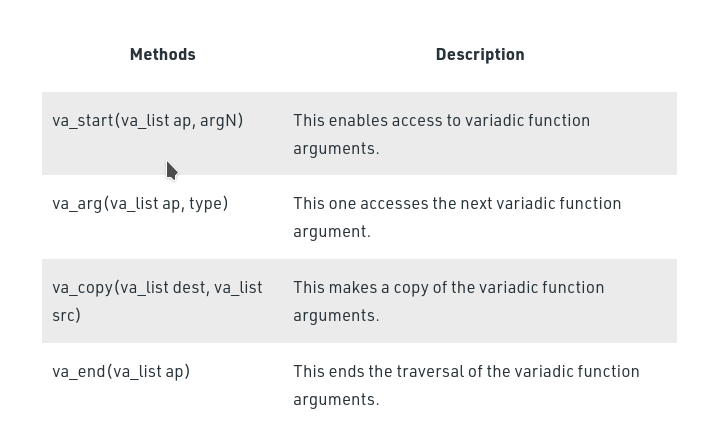 Methods Description
va_start(va_list ap, argN) This enables access to variadic function
arguments.
va_arg(va_list ap, type) This one accesses the next variadic function
argument.
va_copy(va_list dest, va_list This makes a copy of the variadic function
src) arguments.
va_end(va_list ap) This ends the traversal of the variadic function
arguments.